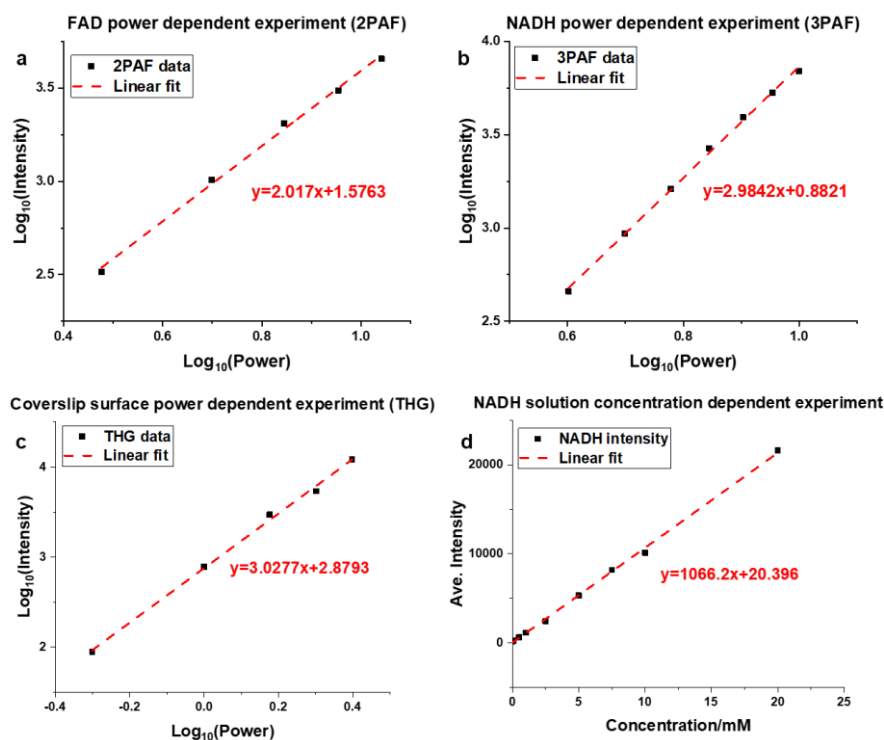 FAD power dependent experiment (2PAF)
a
2PAF data
Linear fit
3.5
3.0
2.5
Log10(Intensity)
y=2.017x+1.5763
0.4 0.6 0.8 1.0
Log10(Power)
NADH power dependent experiment (3PAF)
b
3PAF data
Linear fit
4.0
3.5
3.0
2.5
Log10(Intensity)
y=2.9842x+0.8821
0.6 0.8 1.0
Log10(Power)
Coverslip surface power dependent experiment (THG)
c
THG data
Linear fit
4
3
2
Log10(Intensity)
y=3.0277x+2.8793
-0.4 -0.2 0.0 0.2 0.4
Log10(Power)
NADH solution concentration dependent experiment
d
NADH intensity
Linear fit
20000
10000
0
Ave. Intensity
y=1066.2x+20.396
0 5 10 15 20 25
Concentration/mM